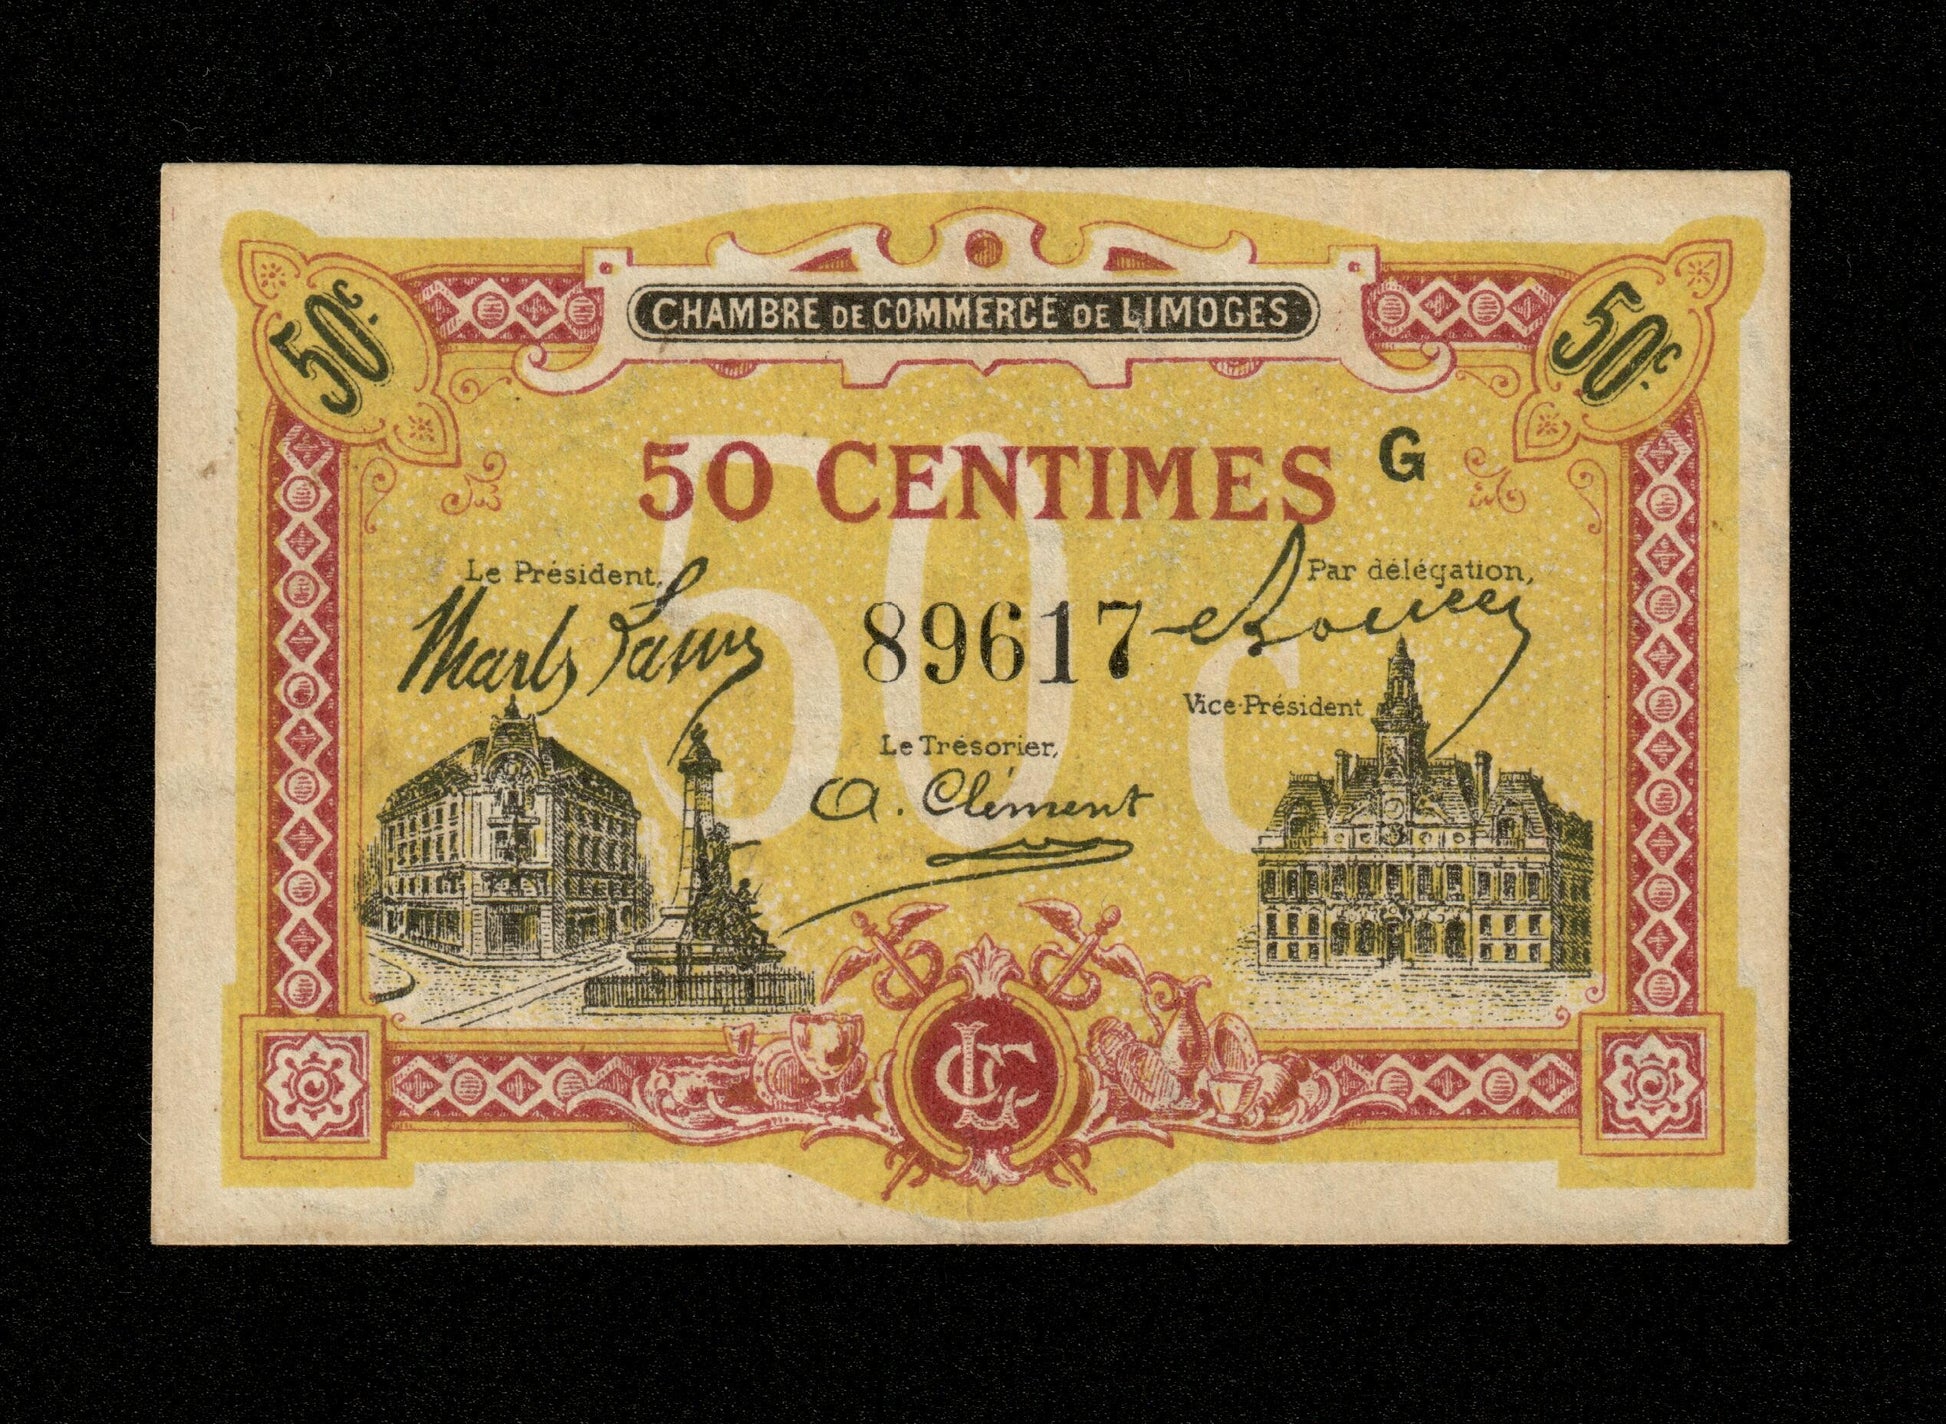 CHAMBRE DE COMMERCE DE LIMOGES
50c.
50c.
50 CENTIMES G
50 c
Le Président,
Par délégation,
89617
Vice-Président
Le Trésorier,
A. Clément